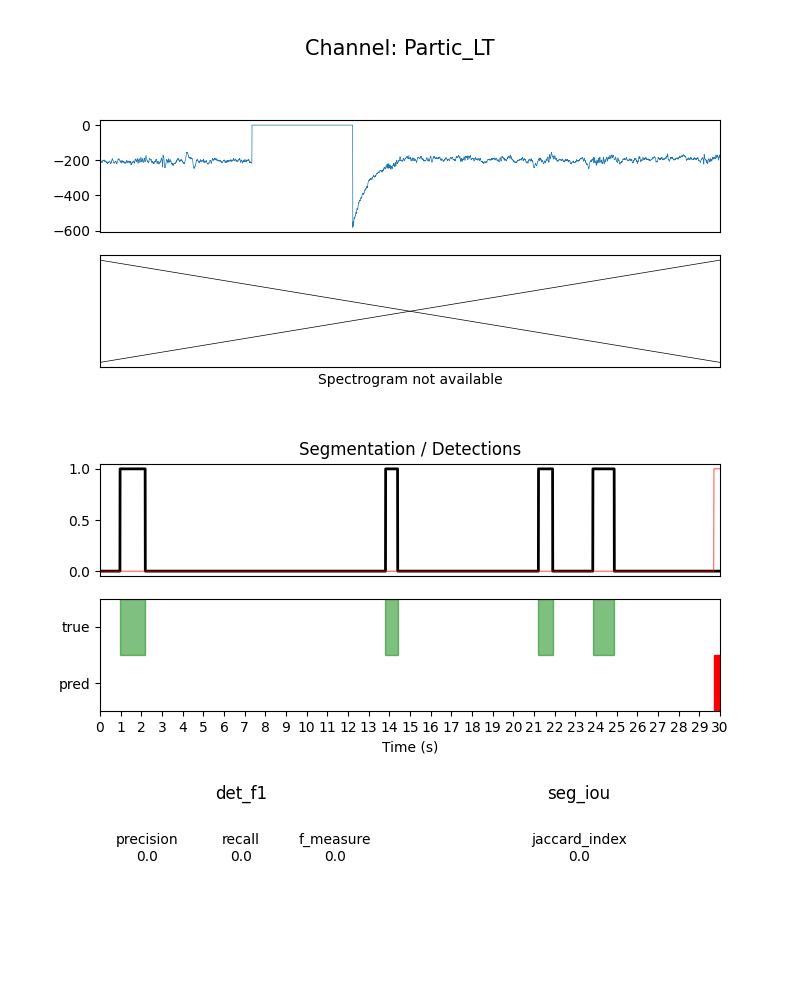 Channel: Partic_LT
0
−200
−400
−600
Spectrogram not available
Segmentation / Detections
1.0
0.5
0.0
true
pred
0 1 2 3 4 5 6 7 8 9 10 11 12 13 14 15 16 17 18 19 20 21 22 23 24 25 26 27 28 29 30
Time (s)
det_f1 seg_iou
precision recall f_measure jaccard_index
0.0 0.0 0.0 0.0